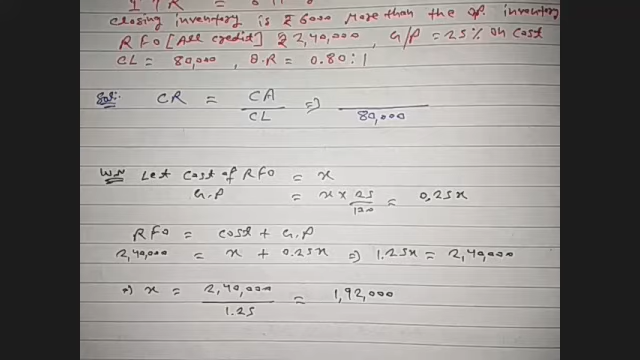 closing inventory is ₹ 6000 more than the op. inventory
RFO [All credit] ₹ 2,40,000, G/P = 25% on cost
CL = 80,000, Q.R = 0.80:1
Sol: CR = CA / CL ⇒ / 80,000
W.N Let Cost of RFO = x
G.P = x × 25/100 = 0.25x
RFO = Cost + G.P
2,40,000 = x + 0.25x ⇒ 1.25x = 2,40,000
⇒ x = 2,40,000 / 1.25 = 1,92,000